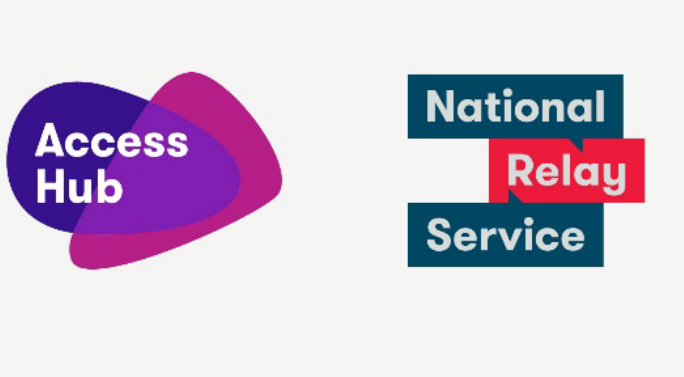 Access
Hub
National
Relay
Service